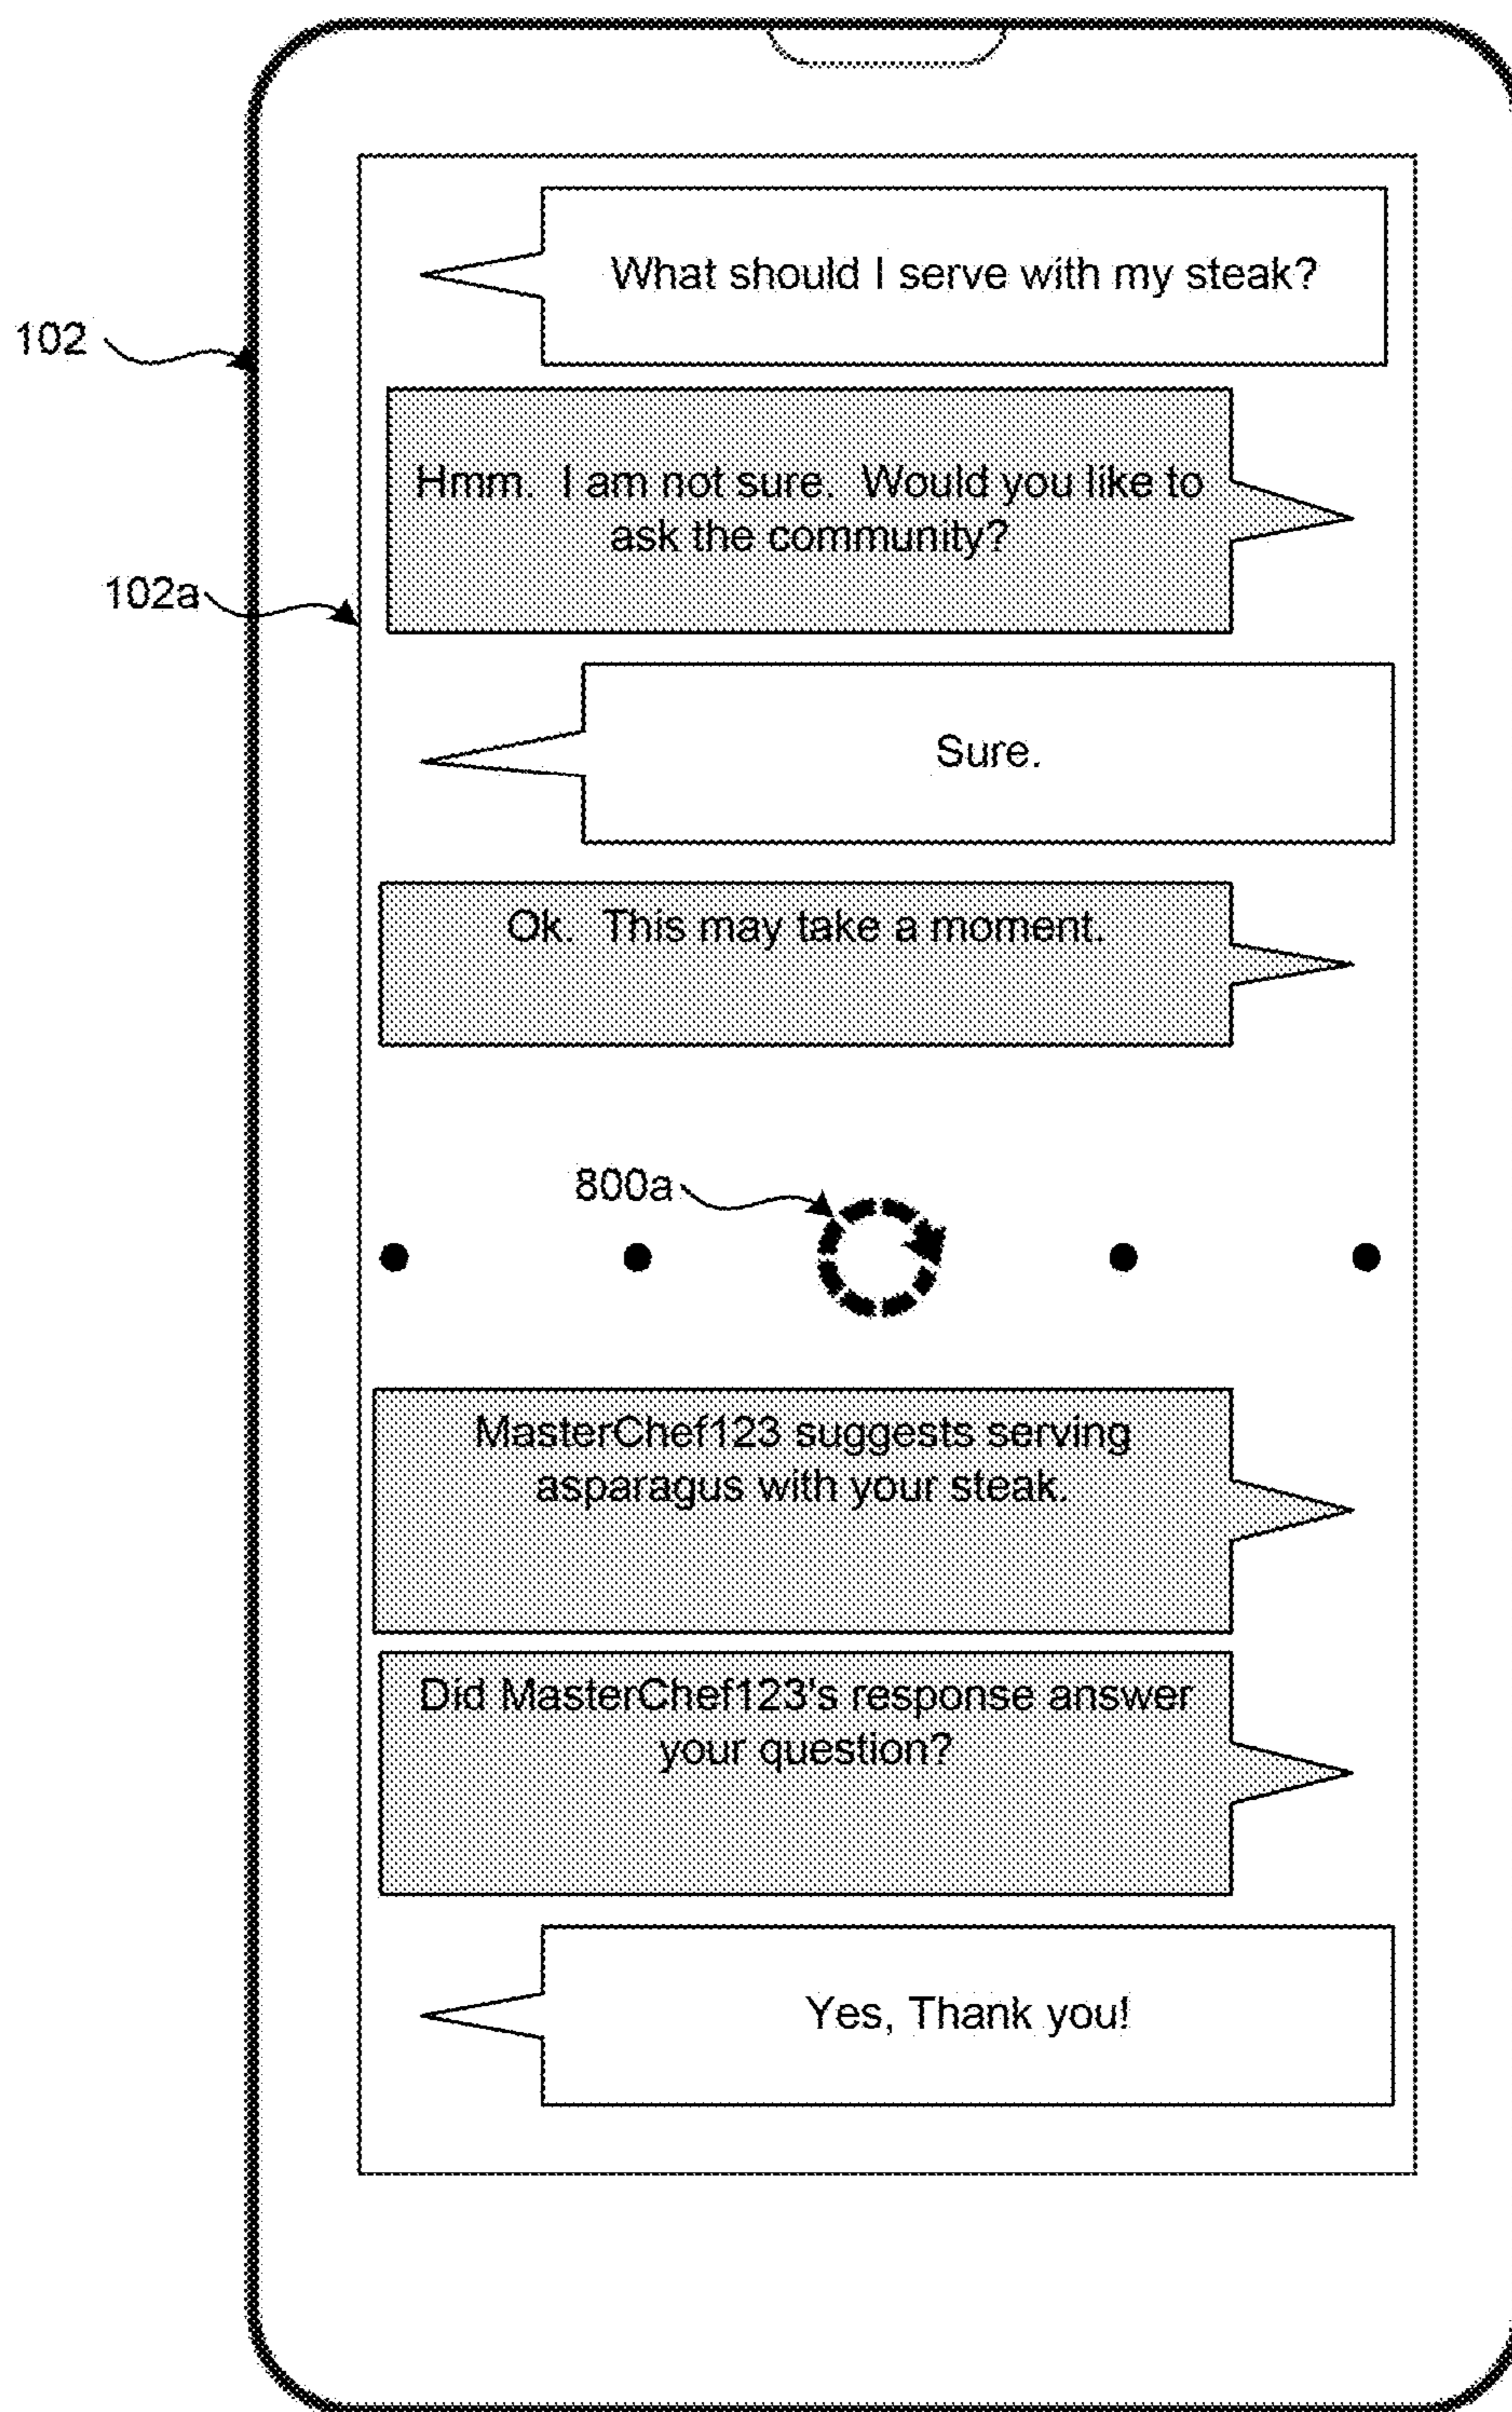 What should I serve with my steak?
102
Hmm.  I am not sure.  Would you like to
ask the community?
102a
Sure.
Ok.  This may take a moment.
800a
MasterChef123 suggests serving
asparagus with your steak.
Did MasterChef123's response answer
your question?
Yes, Thank you!